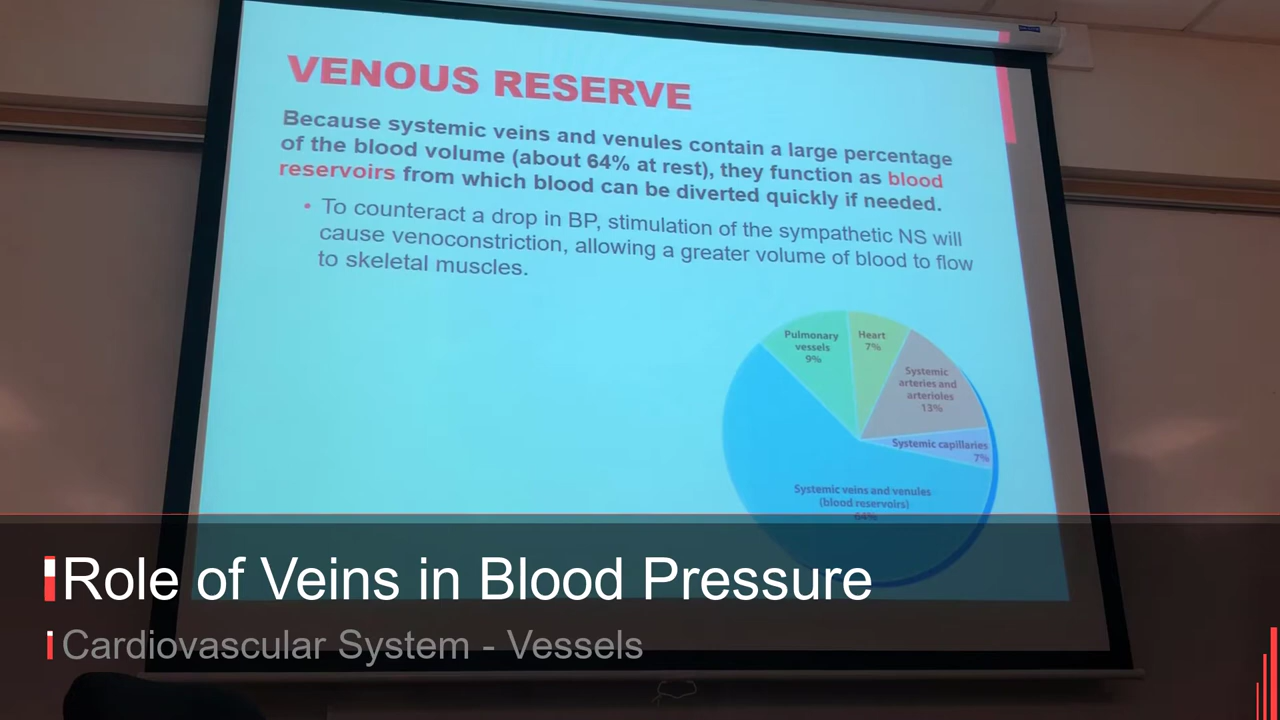 VENOUS RESERVE
Because systemic veins and venules contain a large percentage
of the blood volume (about 64% at rest), they function as blood
reservoirs from which blood can be diverted quickly if needed.
• To counteract a drop in BP, stimulation of the sympathetic NS will
cause venoconstriction, allowing a greater volume of blood to flow
to skeletal muscles.
Pulmonary
vessels
9%
Heart
7%
Systemic
arteries and
arterioles
13%
Systemic capillaries
7%
Systemic veins and venules
(blood reservoirs)
64%
Role of Veins in Blood Pressure
Cardiovascular System - Vessels